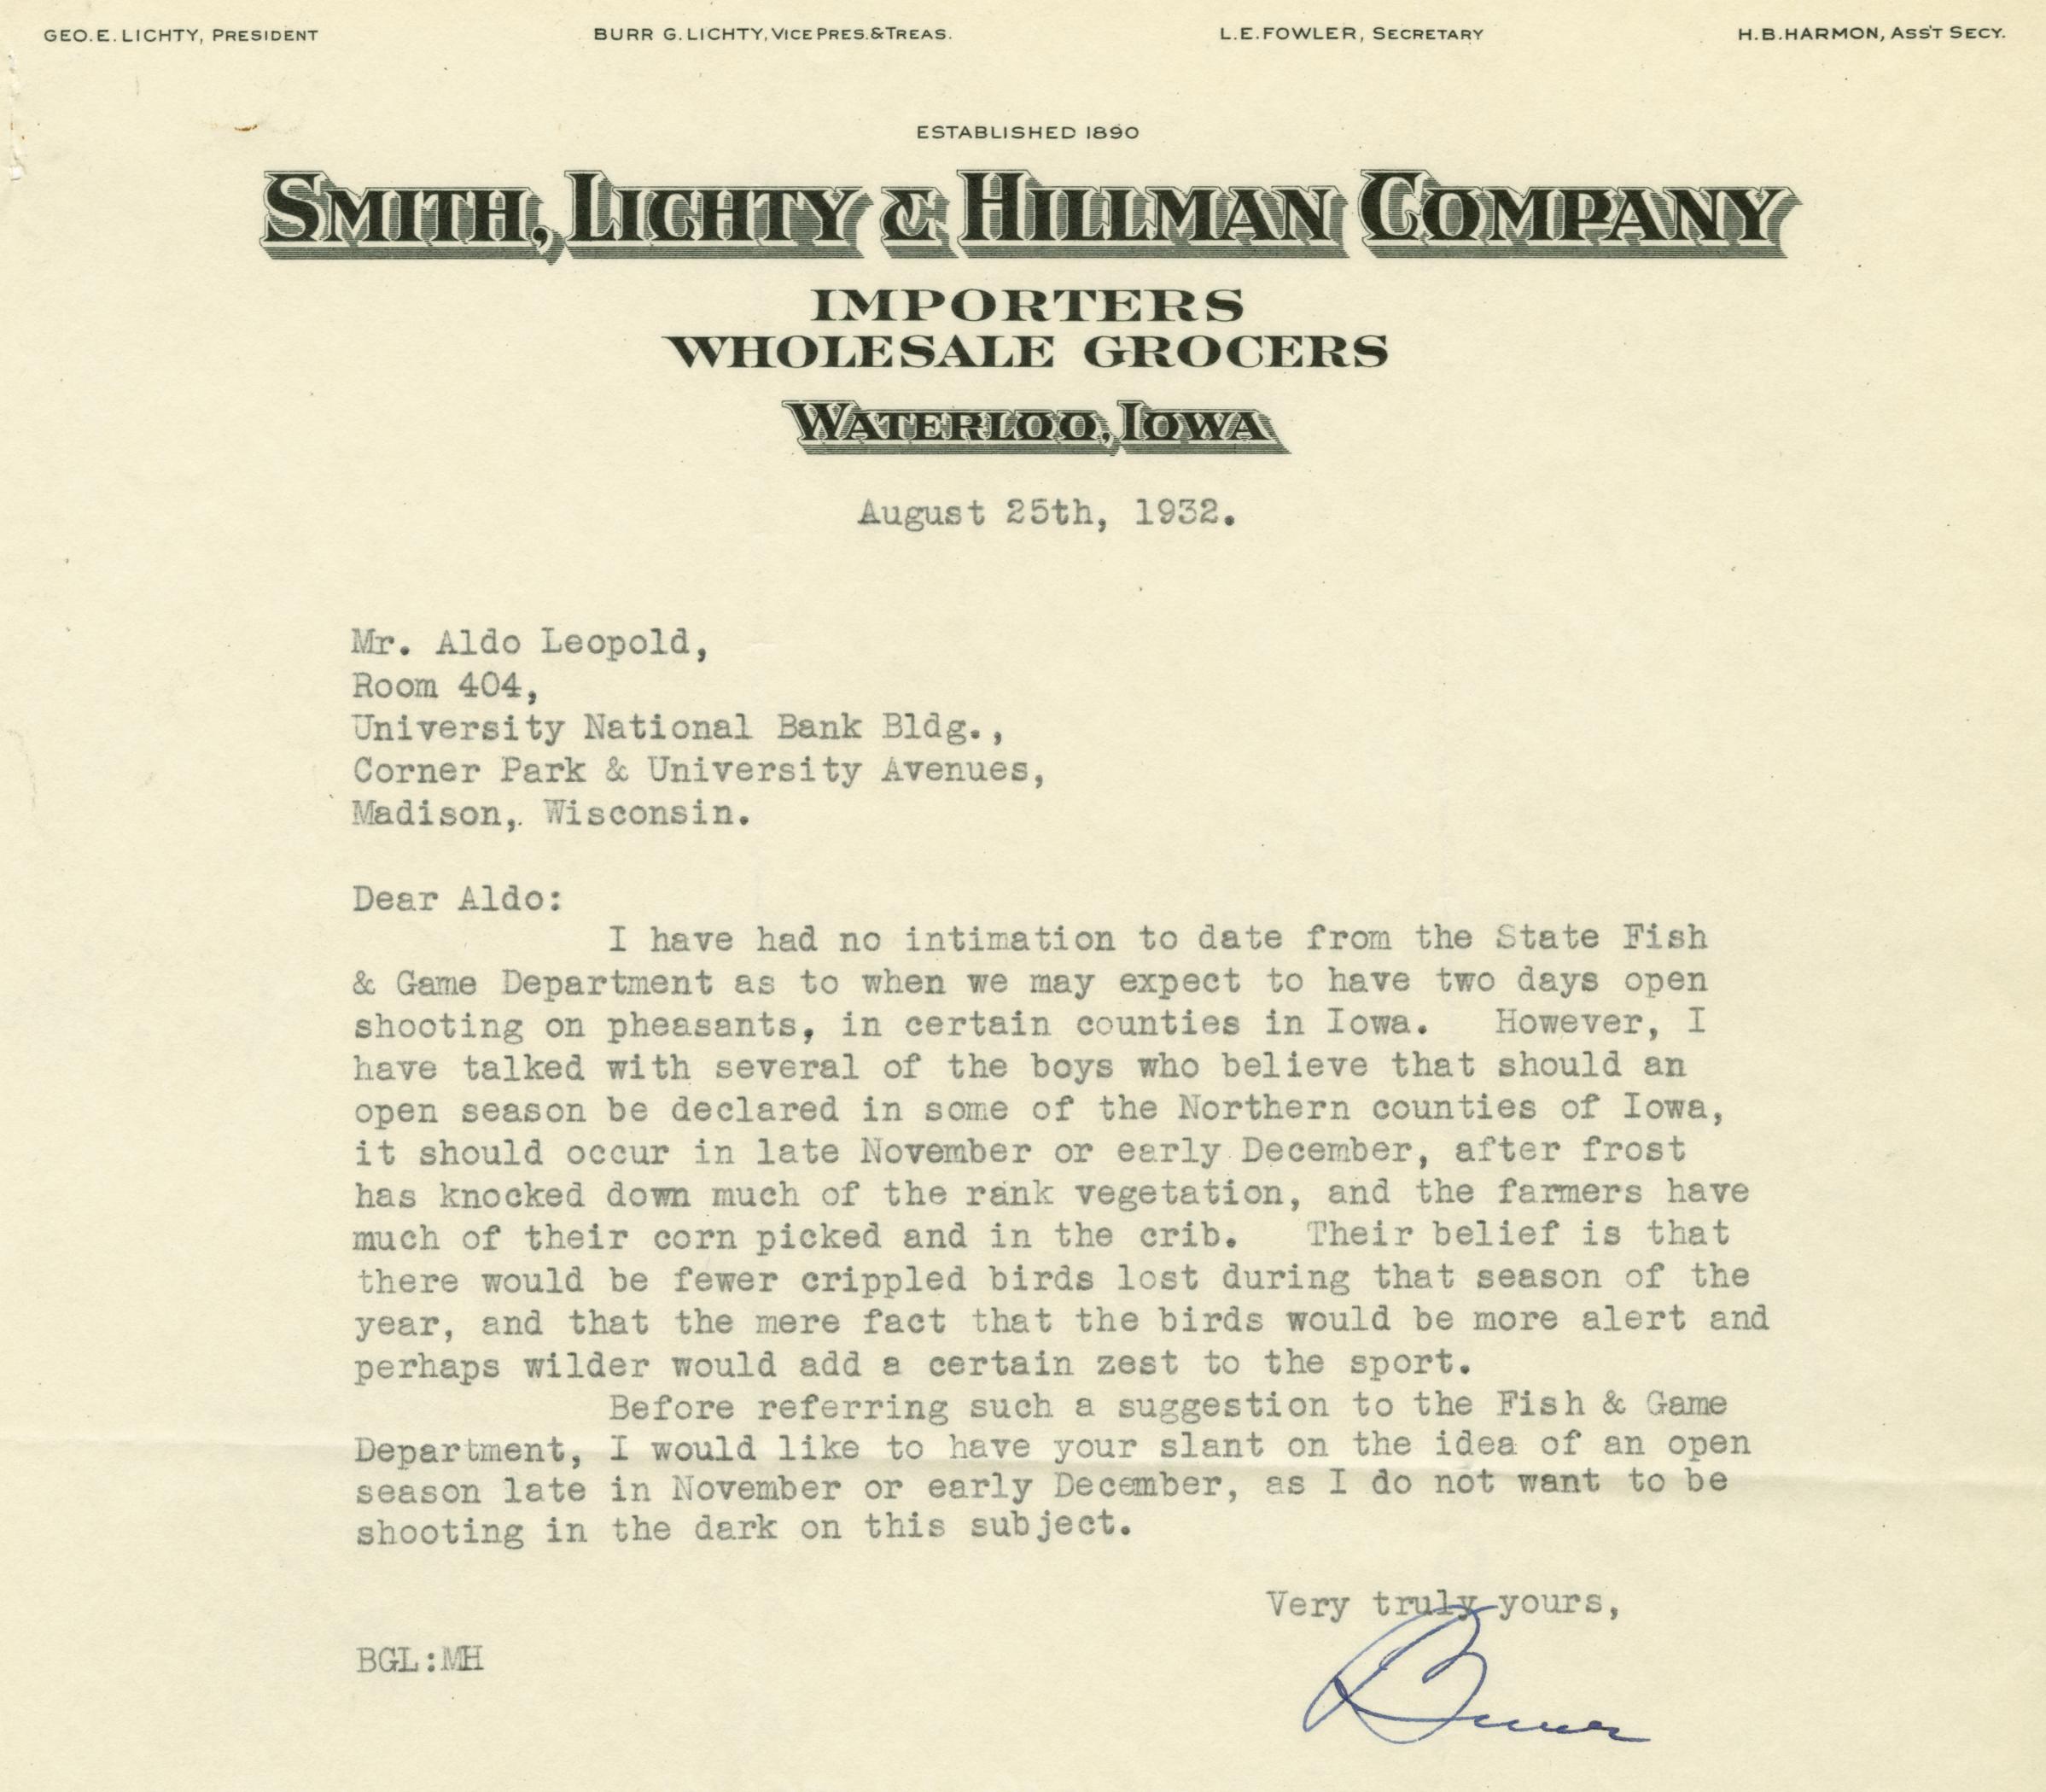 GEO. E. LICHTY, PRESIDENT BURR G. LICHTY, VICE PRES. & TREAS. L. E. FOWLER, SECRETARY H. B. HARMON, ASS'T SECY.
ESTABLISHED 1890
SMITH, LICHTY & HILLMAN COMPANY
IMPORTERS
WHOLESALE GROCERS
WATERLOO, IOWA
August 25th, 1932.
Mr. Aldo Leopold,
Room 404,
University National Bank Bldg.,
Corner Park & University Avenues,
Madison, Wisconsin.
Dear Aldo:
I have had no intimation to date from the State Fish
& Game Department as to when we may expect to have two days open
shooting on pheasants, in certain counties in Iowa. However, I
have talked with several of the boys who believe that should an
open season be declared in some of the Northern counties of Iowa,
it should occur in late November or early December, after frost
has knocked down much of the rank vegetation, and the farmers have
much of their corn picked and in the crib. Their belief is that
there would be fewer crippled birds lost during that season of the
year, and that the mere fact that the birds would be more alert and
perhaps wilder would add a certain zest to the sport.
Before referring such a suggestion to the Fish & Game
Department, I would like to have your slant on the idea of an open
season late in November or early December, as I do not want to be
shooting in the dark on this subject.
Very truly yours,
Burr
BGL:MH